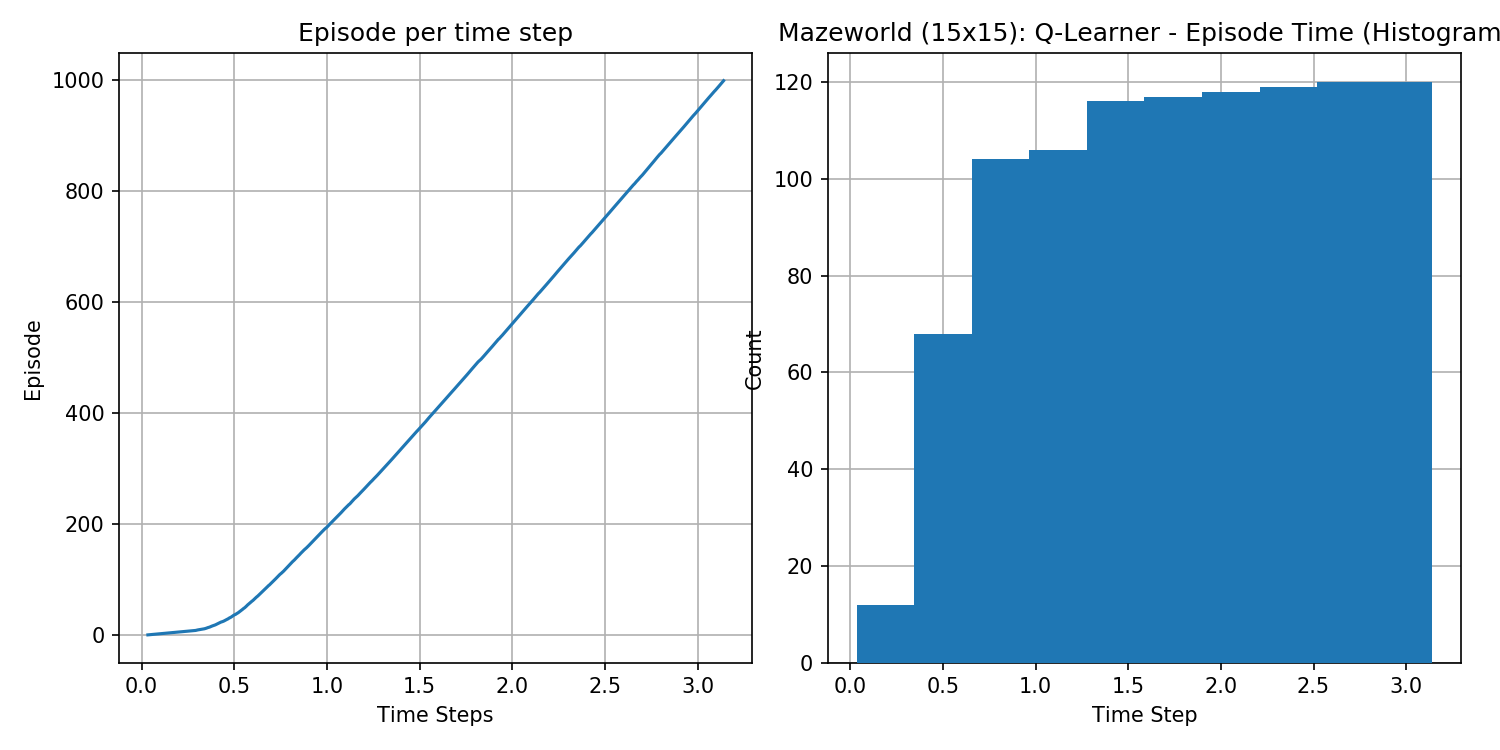 Episode per time step
1000
800
600
400
200
0
Episode
0.0 0.5 1.0 1.5 2.0 2.5 3.0
Time Steps
Mazeworld (15x15): Q-Learner - Episode Time (Histogram
120
100
80
60
40
20
0
Count
0.0 0.5 1.0 1.5 2.0 2.5 3.0
Time Step